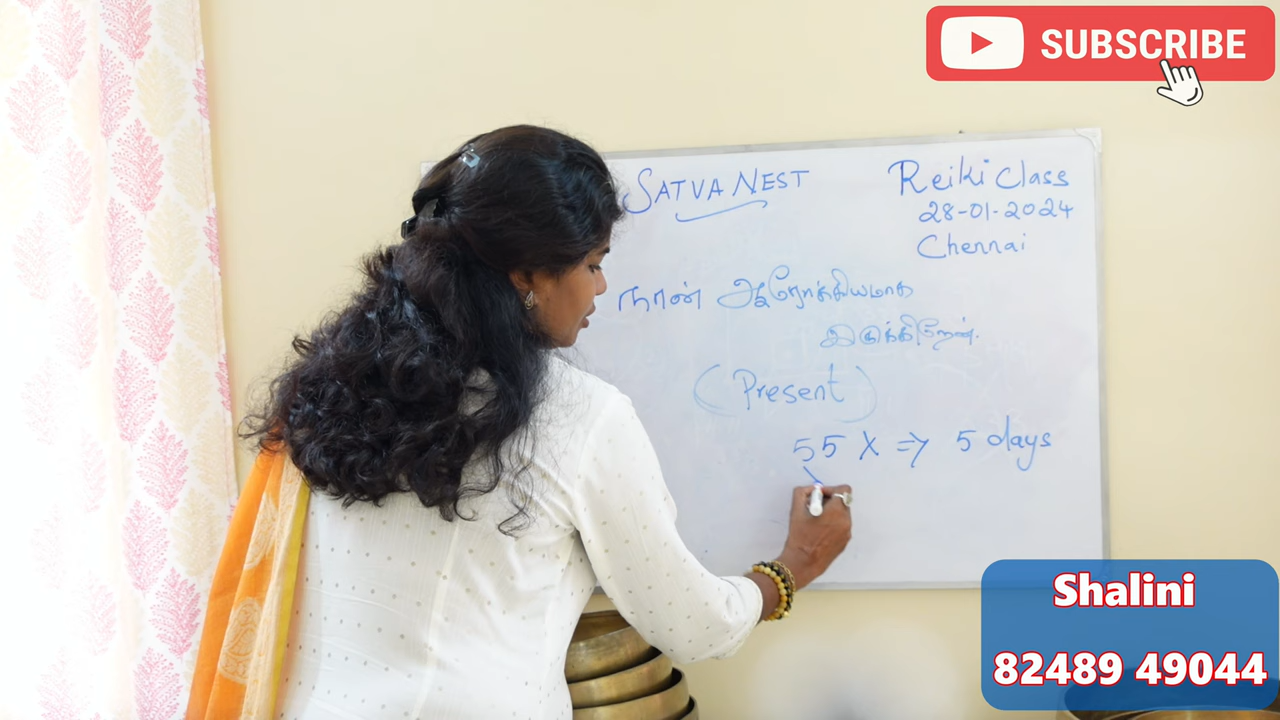 SUBSCRIBE
SATVA NEST
Reiki Class
28-01-2024
Chennai
நான் ஆரோக்கியமாக
இருக்கிறேன்.
(Present)
55 X => 5 days
Shalini
82489 49044